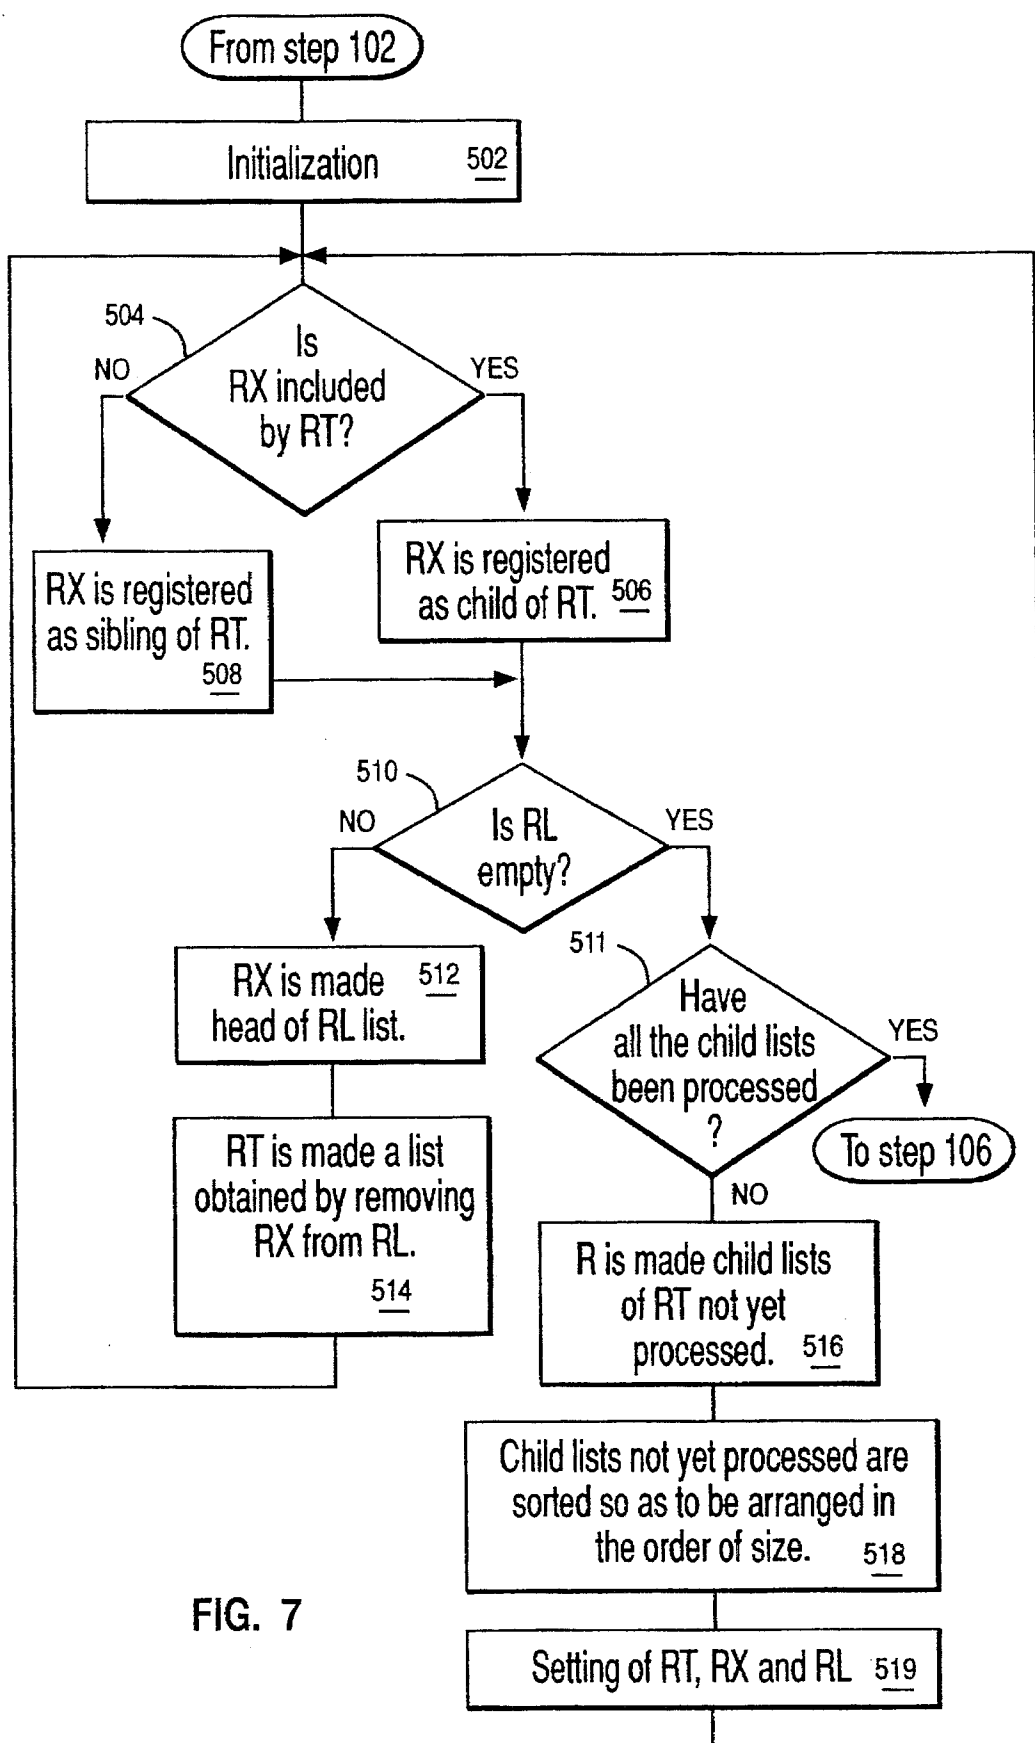 From step 102
Initialization 502
504
Is
RX included
by RT?
NO
YES
RX is registered
as sibling of RT.
508
RX is registered
as child of RT. 506
510
Is RL
empty?
NO
YES
RX is made 512
head of RL list.
511
Have
all the child lists
been processed
?
YES
To step 106
NO
RT is made a list
obtained by removing
RX from RL.
514
R is made child lists
of RT not yet
processed. 516
Child lists not yet processed are
sorted so as to be arranged in
the order of size. 518
FIG. 7
Setting of RT, RX and RL 519